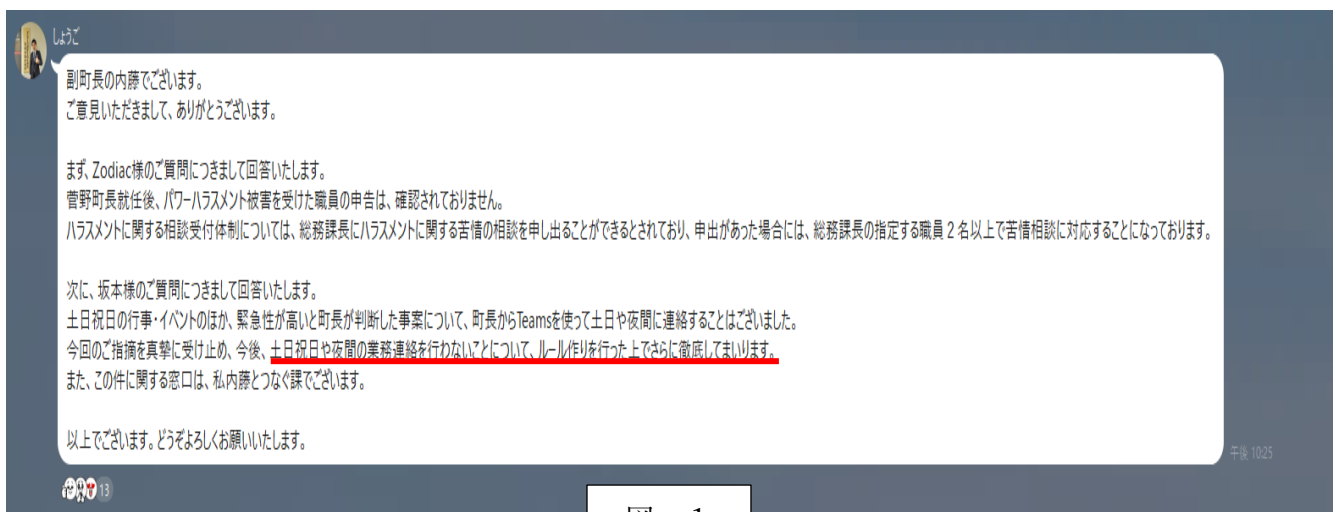 しょうご
副町長の内藤でございます。
ご意見いただきまして、ありがとうございます。
まず、Zodiac様のご質問につきまして回答いたします。
菅野町長就任後、パワーハラスメント被害を受けた職員の申告は、確認されておりません。
ハラスメントに関する相談受付体制については、総務課長にハラスメントに関する苦情の相談を申し出ることができるとされており、申出があった場合には、総務課長の指定する職員2名以上で苦情相談に対応することになっております。
次に、坂本様のご質問につきまして回答いたします。
土日祝日の行事・イベントのほか、緊急性が高いと町長が判断した事案について、町長からTeamsを使って土日や夜間に連絡することはございました。
今回のご指摘を真摯に受け止め、今後、土日祝日や夜間の業務連絡を行わないことについて、ルール作りを行った上でさらに徹底してまいります。
また、この件に関する窓口は、私内藤とつなぐ課でございます。
以上でございます。どうぞよろしくお願いいたします。
午後 10:25
13